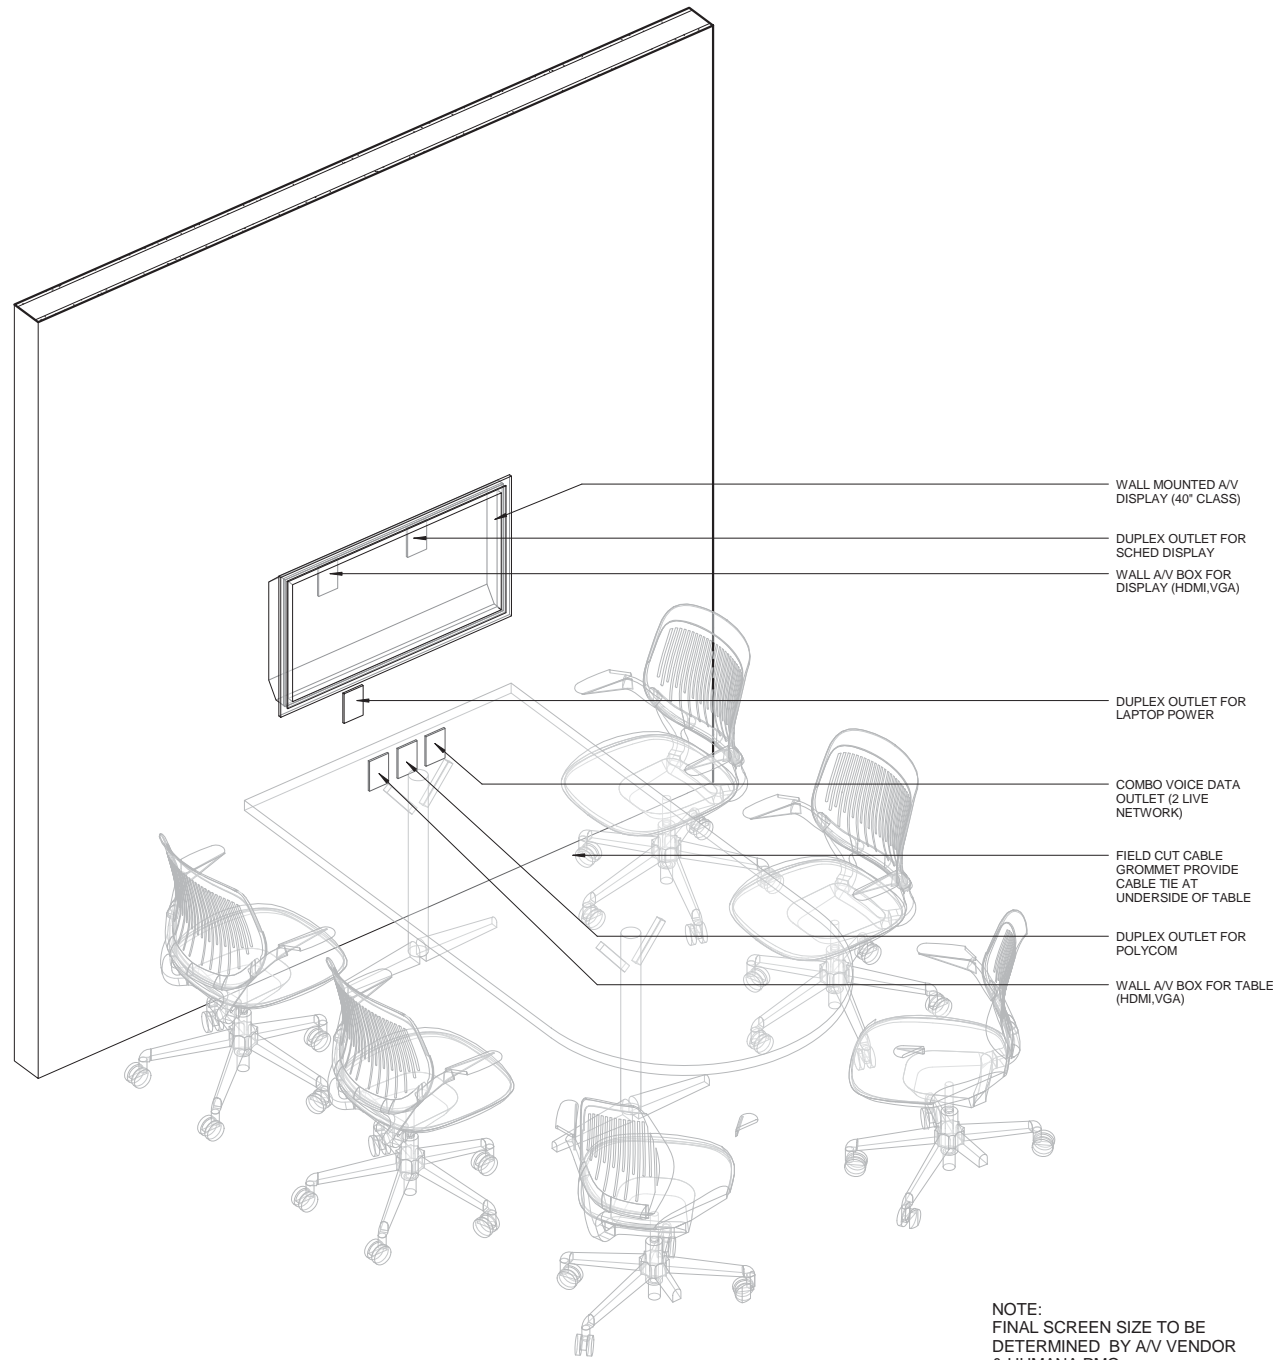 WALL MOUNTED A/V
DISPLAY (40" CLASS)
DUPLEX OUTLET FOR
SCHED DISPLAY
WALL A/V BOX FOR
DISPLAY (HDMI,VGA)
DUPLEX OUTLET FOR
LAPTOP POWER
COMBO VOICE DATA
OUTLET (2 LIVE
NETWORK)
FIELD CUT CABLE
GROMMET PROVIDE
CABLE TIE AT
UNDERSIDE OF TABLE
DUPLEX OUTLET FOR
POLYCOM
WALL A/V BOX FOR TABLE
(HDMI,VGA)
NOTE:
FINAL SCREEN SIZE TO BE
DETERMINED BY A/V VENDOR
& HUMANA PMO